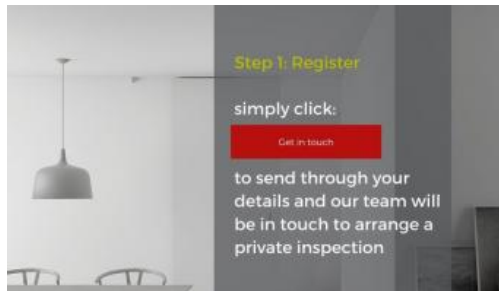 Step 1: Register
simply click:
Get in touch
to send through your
details and our team will
be in touch to arrange a
private inspection